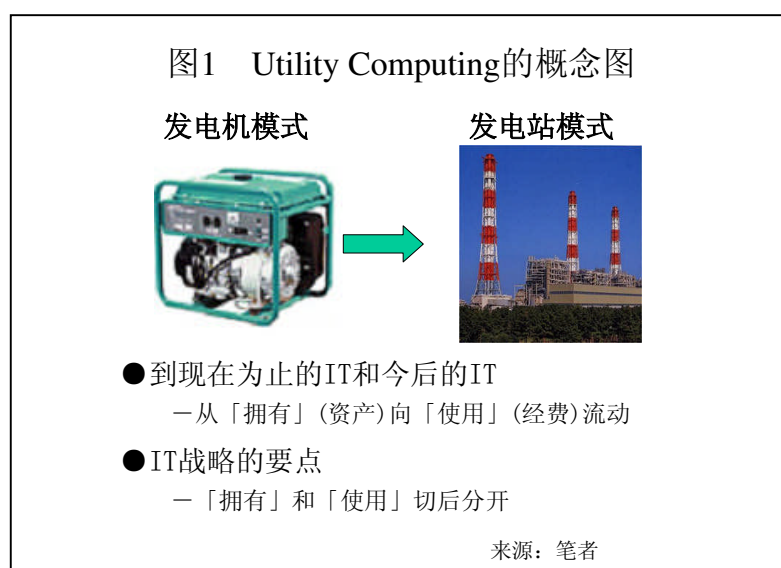 图1 Utility Computing的概念图
发电机模式 发电站模式
●到现在为止的IT和今后的IT
－从「拥有」(资产)向「使用」(经费)流动
●IT战略的要点
－「拥有」和「使用」切后分开
来源：笔者